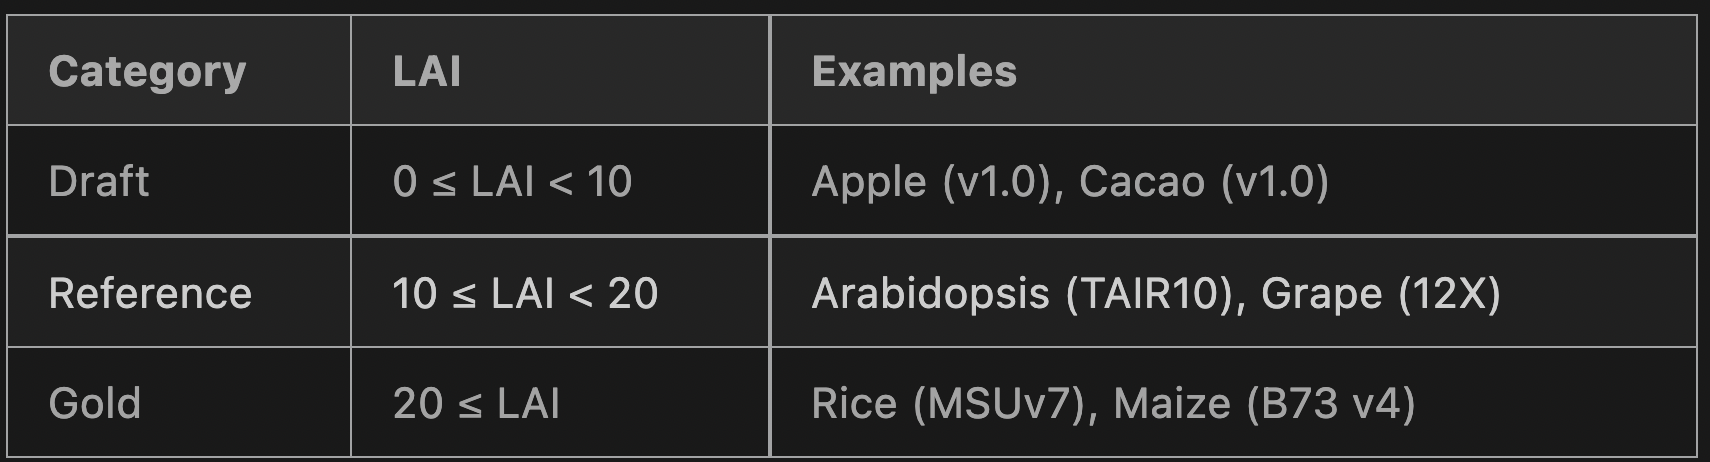 Category LAI Examples
Draft 0 ≤ LAI < 10 Apple (v1.0), Cacao (v1.0)
Reference 10 ≤ LAI < 20 Arabidopsis (TAIR10), Grape (12X)
Gold 20 ≤ LAI Rice (MSUv7), Maize (B73 v4)